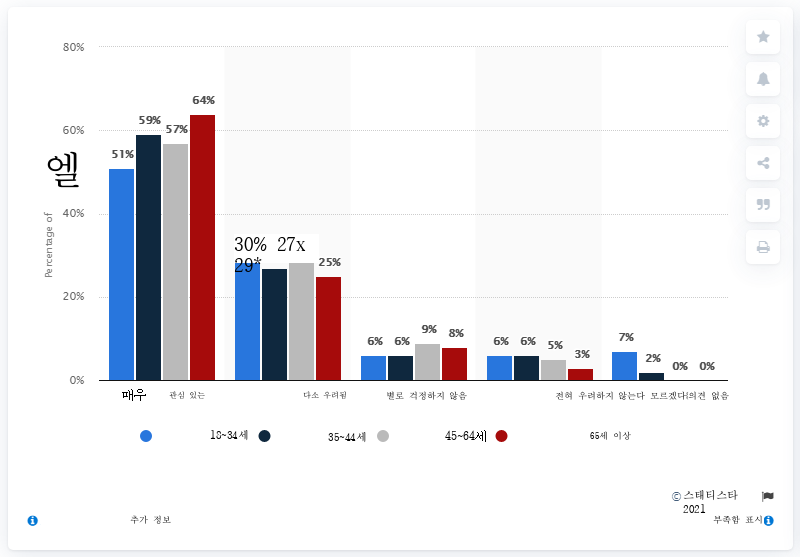 80%
64%
59%
57%
60%
51%
엘
40%
Percentage of
30% 27x
29*
25%
20%
9%
8%
7%
6%
6%
6%
6%
5%
3%
2%
0%
0%
0%
매우
관심 있는
다소 우려됨
별로 걱정하지 않음
전혀 우려하지 않는다
모르겠다|의견 없음
18~34세
35~44세
45~64세
65세 이상
© 스태티스타
2021
추가 정보
부족함 표시